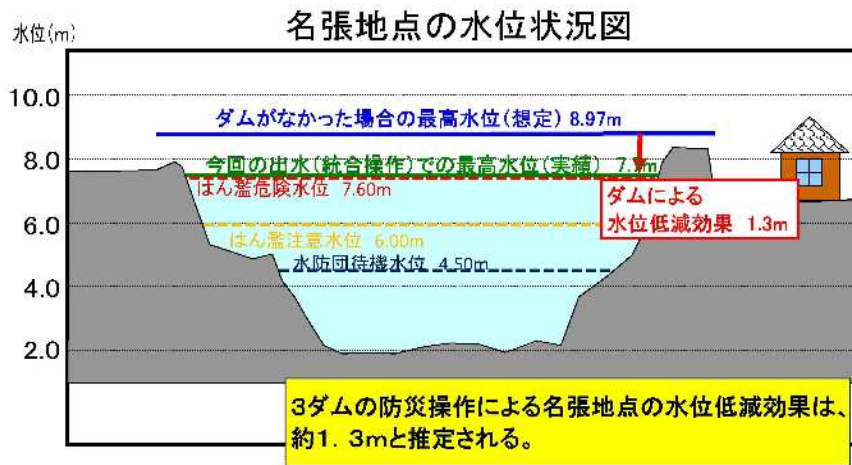 名張地点の水位状況図
水位(m)
10.0
ダムがなかった場合の最高水位(想定) 8.97m
8.0
今回の出水(統合操作)での最高水位(実績)
はん濫危険水位 7.60m
ダムによる
水位低減効果 1.3m
6.0
はん濫注意水位 6.00m
水防団待機水位 4.50m
4.0
2.0
3ダムの防災操作による名張地点の水位低減効果は、
約1.3mと推定される。